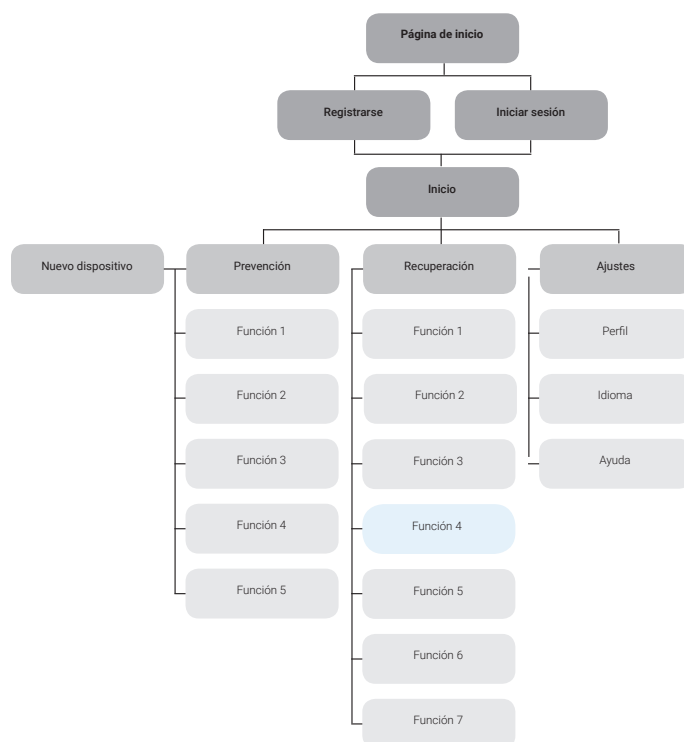 Página de inicio
Registrarse
Iniciar sesión
Inicio
Nuevo dispositivo
Prevención
Recuperación
Ajustes
Función 1
Función 1
Perfil
Función 2
Función 2
Idioma
Función 3
Función 3
Ayuda
Función 4
Función 4
Función 5
Función 5
Función 6
Función 7